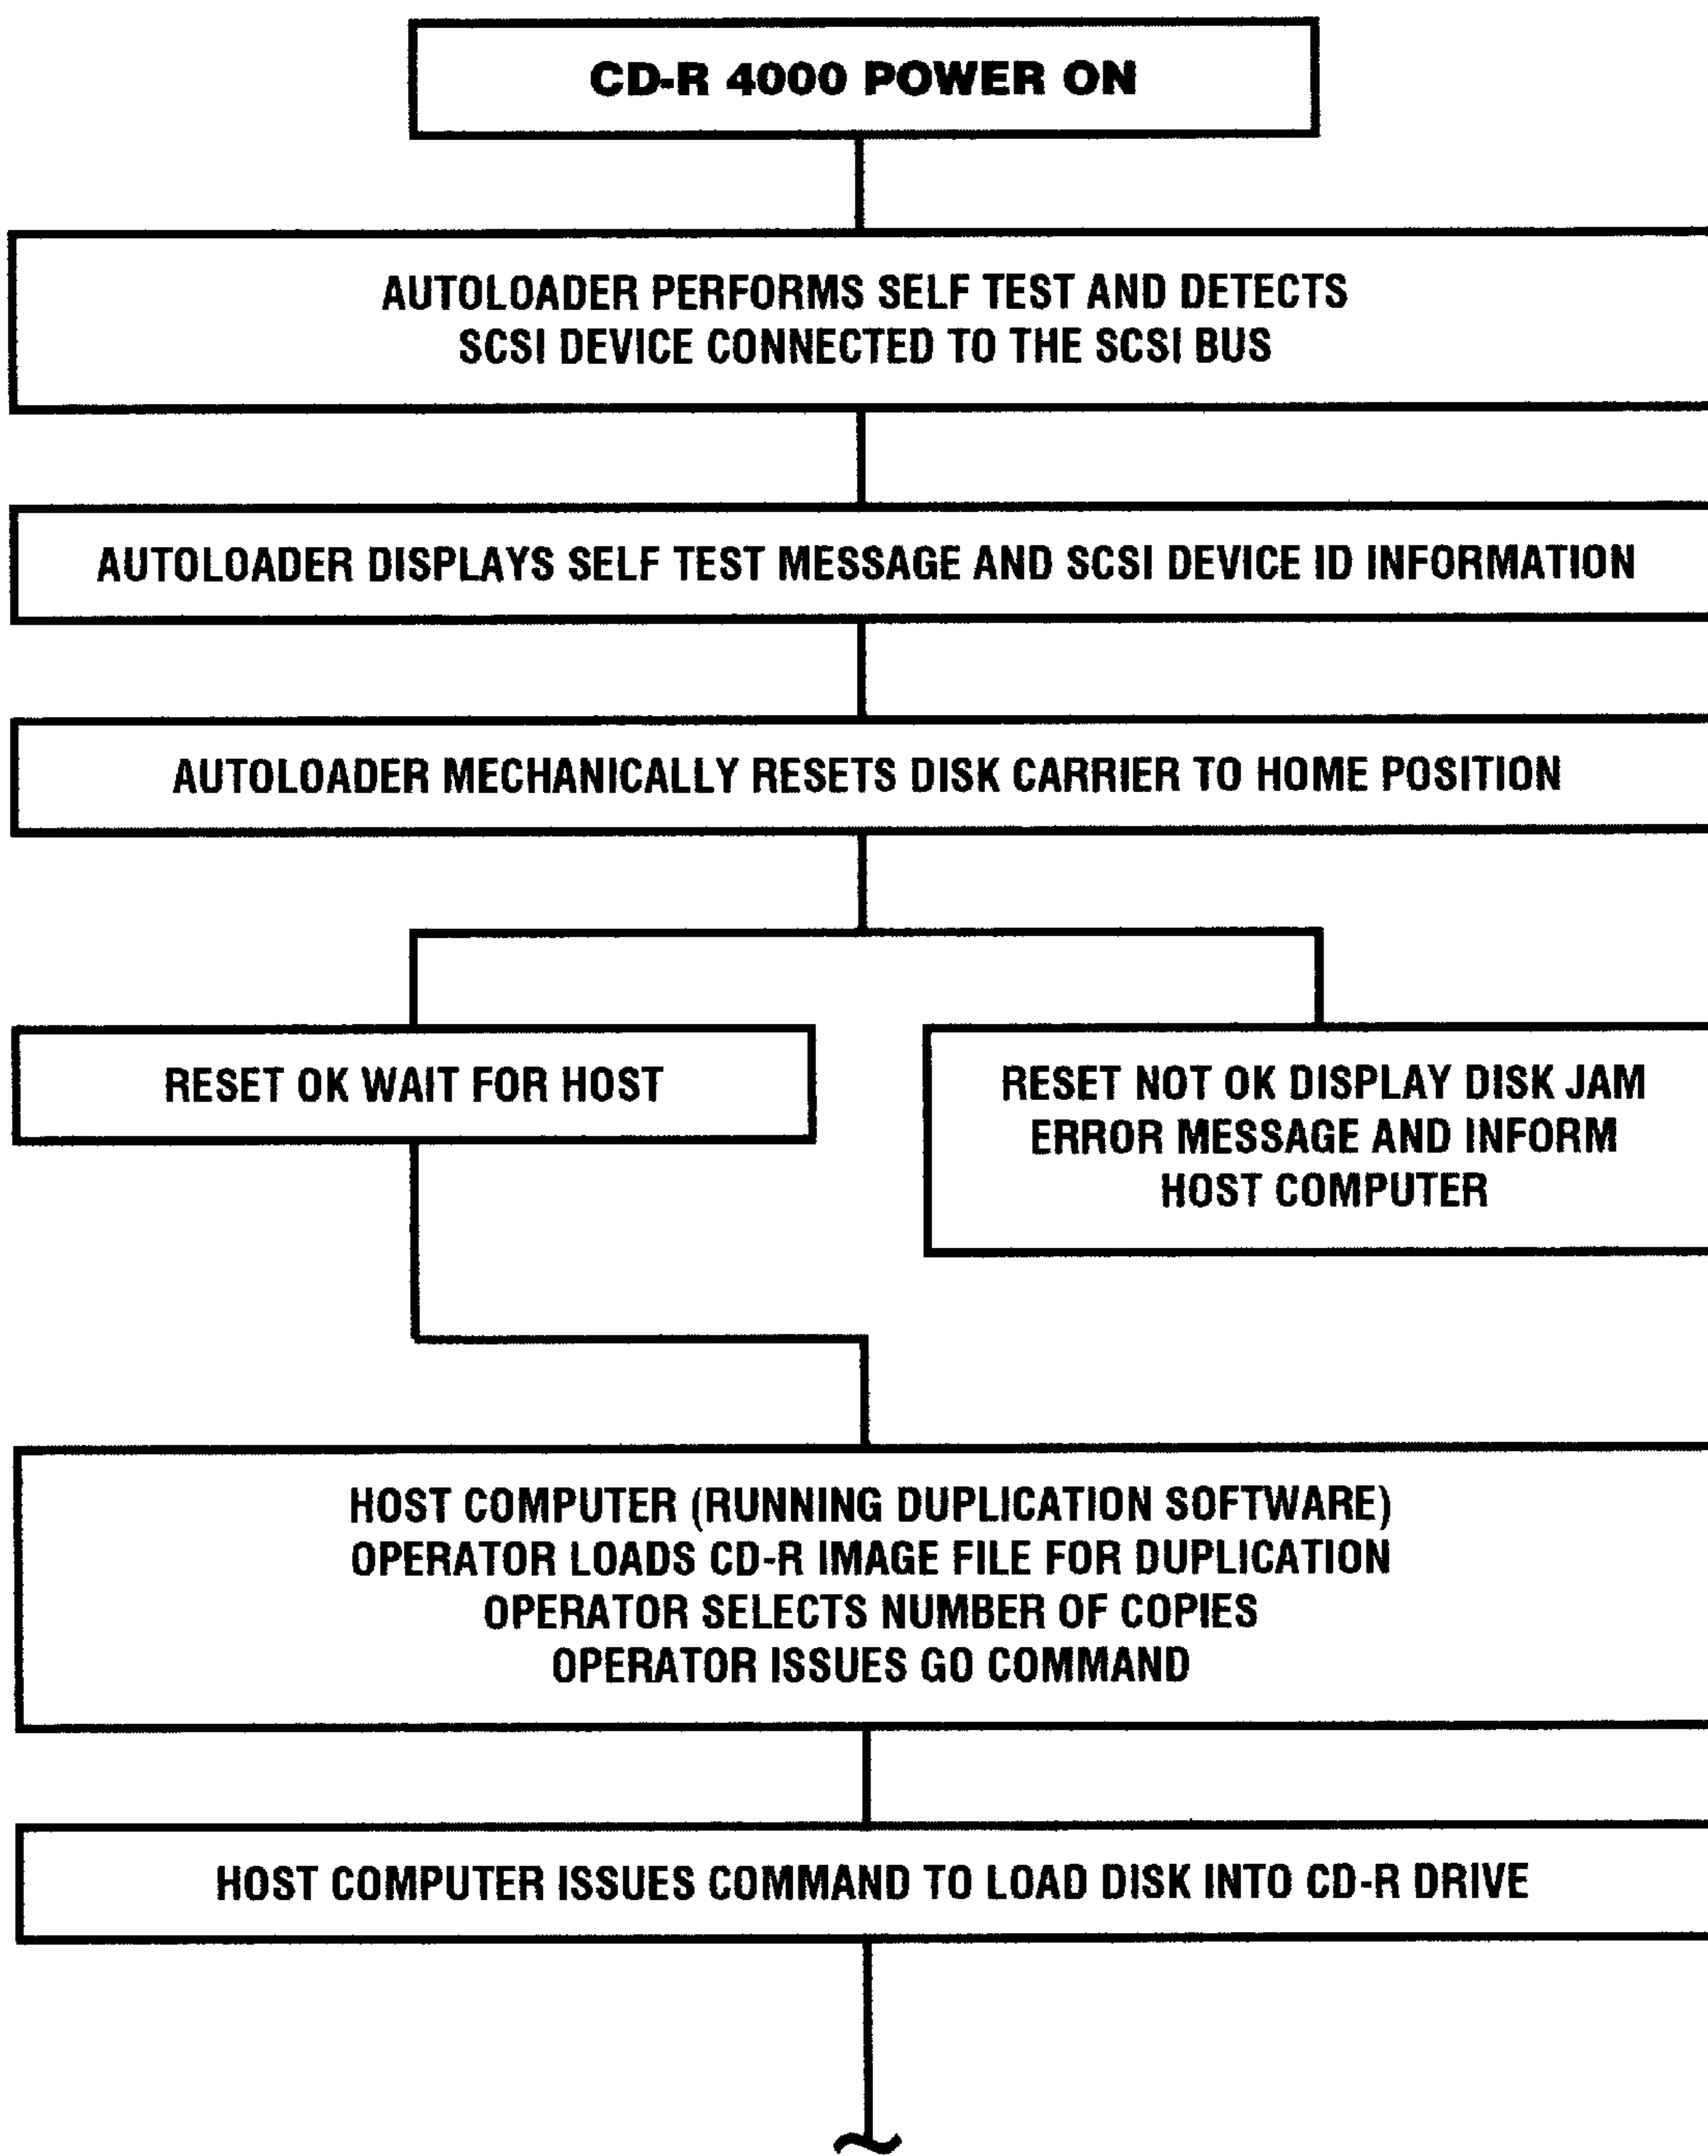 CD-R 4000 POWER ON
AUTOLOADER PERFORMS SELF TEST AND DETECTS
SCSI DEVICE CONNECTED TO THE SCSI BUS
AUTOLOADER DISPLAYS SELF TEST MESSAGE AND SCSI DEVICE ID INFORMATION
AUTOLOADER MECHANICALLY RESETS DISK CARRIER TO HOME POSITION
RESET OK WAIT FOR HOST
RESET NOT OK DISPLAY DISK JAM
ERROR MESSAGE AND INFORM
HOST COMPUTER
HOST COMPUTER (RUNNING DUPLICATION SOFTWARE)
OPERATOR LOADS CD-R IMAGE FILE FOR DUPLICATION
OPERATOR SELECTS NUMBER OF COPIES
OPERATOR ISSUES GO COMMAND
HOST COMPUTER ISSUES COMMAND TO LOAD DISK INTO CD-R DRIVE